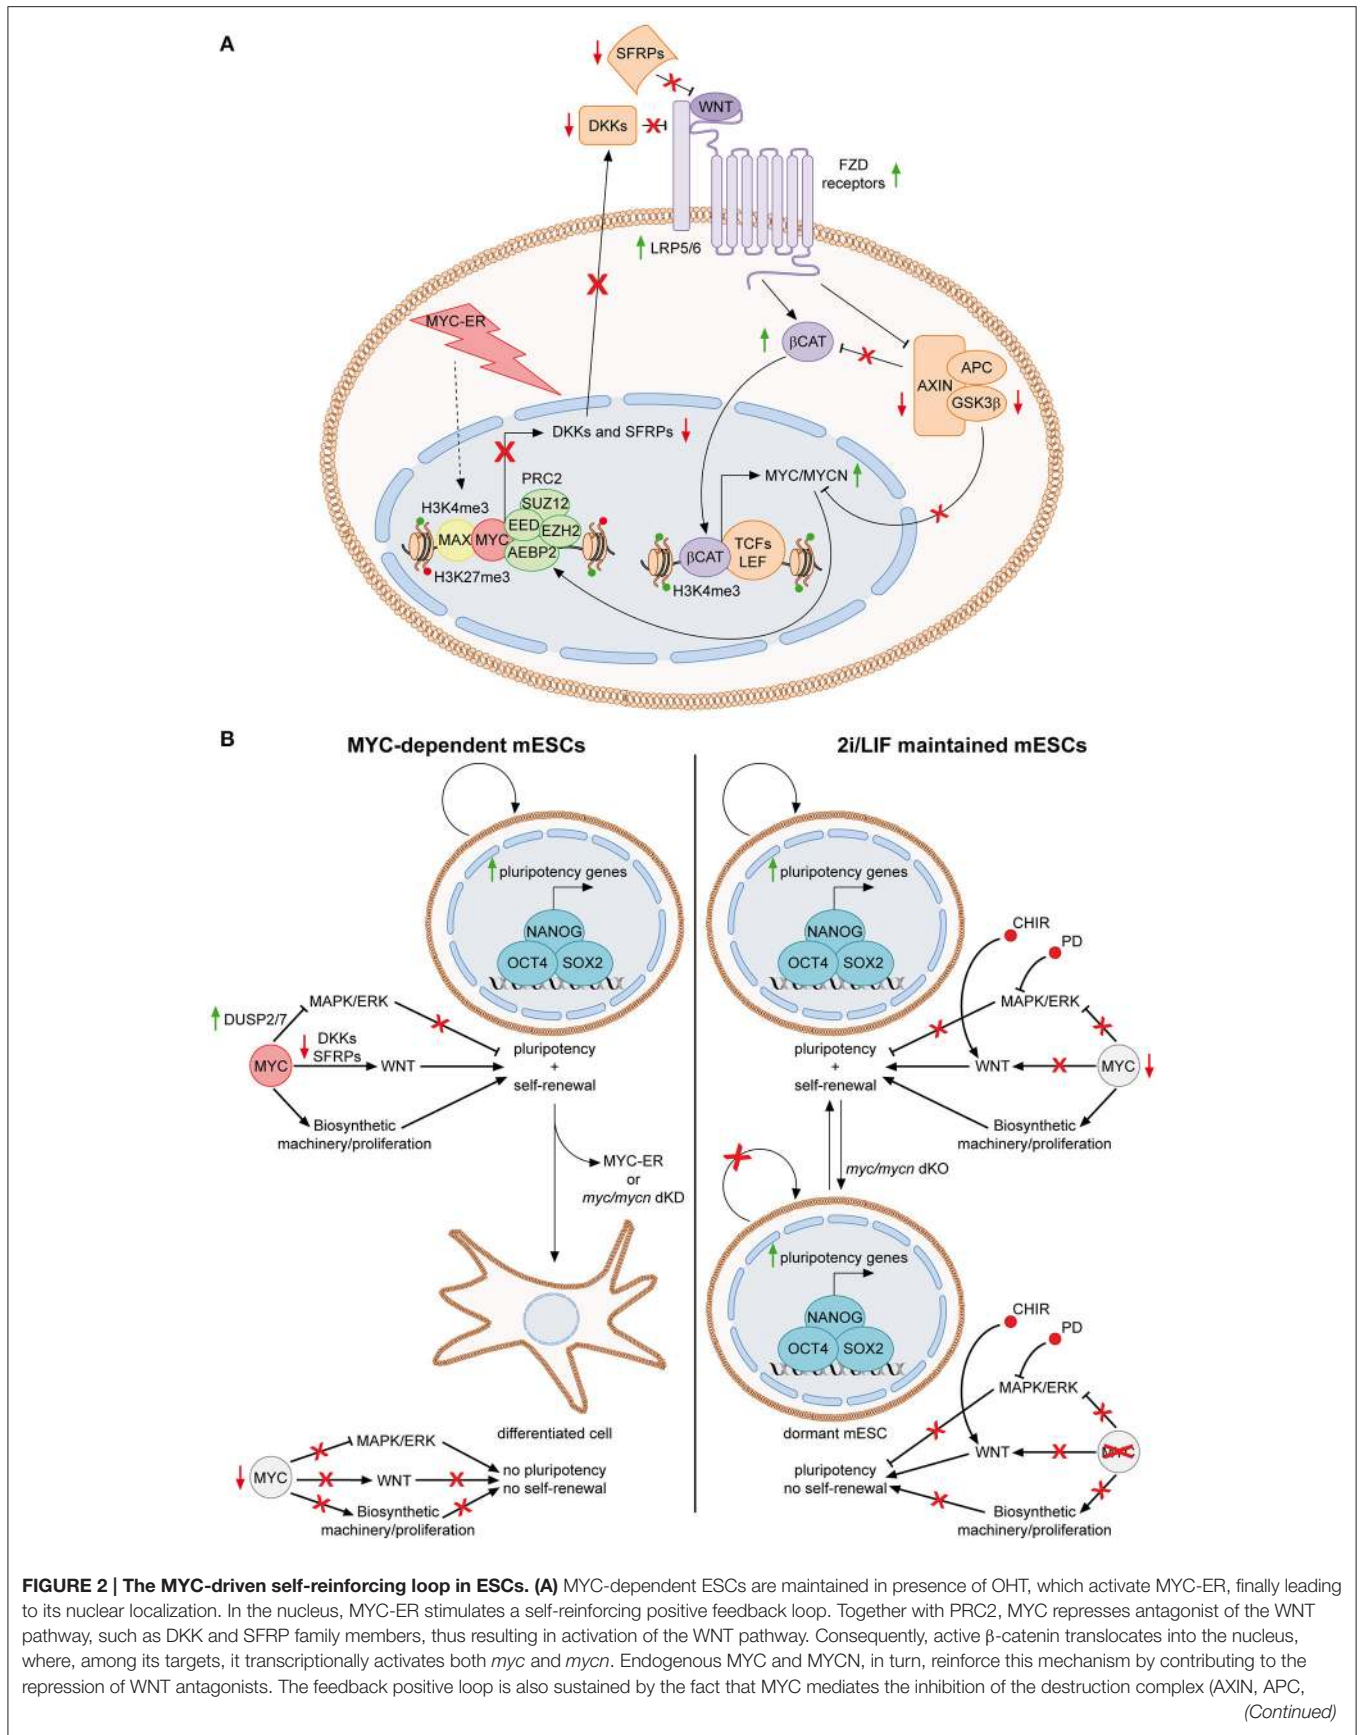 A
SFRPs
WNT
DKKs
FZD
receptors
LRP5/6
MYC-ER
βCAT
AXIN
APC
GSK3β
DKKs and SFRPs
PRC2
MYC/MYCN
H3K4me3
SUZ12
EED
EZH2
MAX
MYC
AEBP2
H3K27me3
βCAT
TCFs
LEF
H3K4me3
B
MYC-dependent mESCs
pluripotency genes
NANOG
OCT4
SOX2
MAPK/ERK
DUSP2/7
DKKs
SFRPs
MYC
WNT
pluripotency
+
self-renewal
Biosynthetic
machinery/proliferation
MYC-ER
or
myc/mycn dKD
differentiated cell
MAPK/ERK
MYC
WNT
no pluripotency
no self-renewal
Biosynthetic
machinery/proliferation
2i/LIF maintained mESCs
pluripotency genes
NANOG
OCT4
SOX2
CHIR
PD
MAPK/ERK
pluripotency
+
self-renewal
WNT
MYC
Biosynthetic
machinery/proliferation
myc/mycn dKO
pluripotency genes
NANOG
OCT4
SOX2
CHIR
PD
MAPK/ERK
dormant mESC
WNT
MYC
pluripotency
no self-renewal
Biosynthetic
machinery/proliferation
FIGURE 2 | The MYC-driven self-reinforcing loop in ESCs. (A) MYC-dependent ESCs are maintained in presence of OHT, which activate MYC-ER, finally leading
to its nuclear localization. In the nucleus, MYC-ER stimulates a self-reinforcing positive feedback loop. Together with PRC2, MYC represses antagonist of the WNT
pathway, such as DKK and SFRP family members, thus resulting in activation of the WNT pathway. Consequently, active β-catenin translocates into the nucleus,
where, among its targets, it transcriptionally activates both myc and mycn. Endogenous MYC and MYCN, in turn, reinforce this mechanism by contributing to the
repression of WNT antagonists. The feedback positive loop is also sustained by the fact that MYC mediates the inhibition of the destruction complex (AXIN, APC,
(Continued)